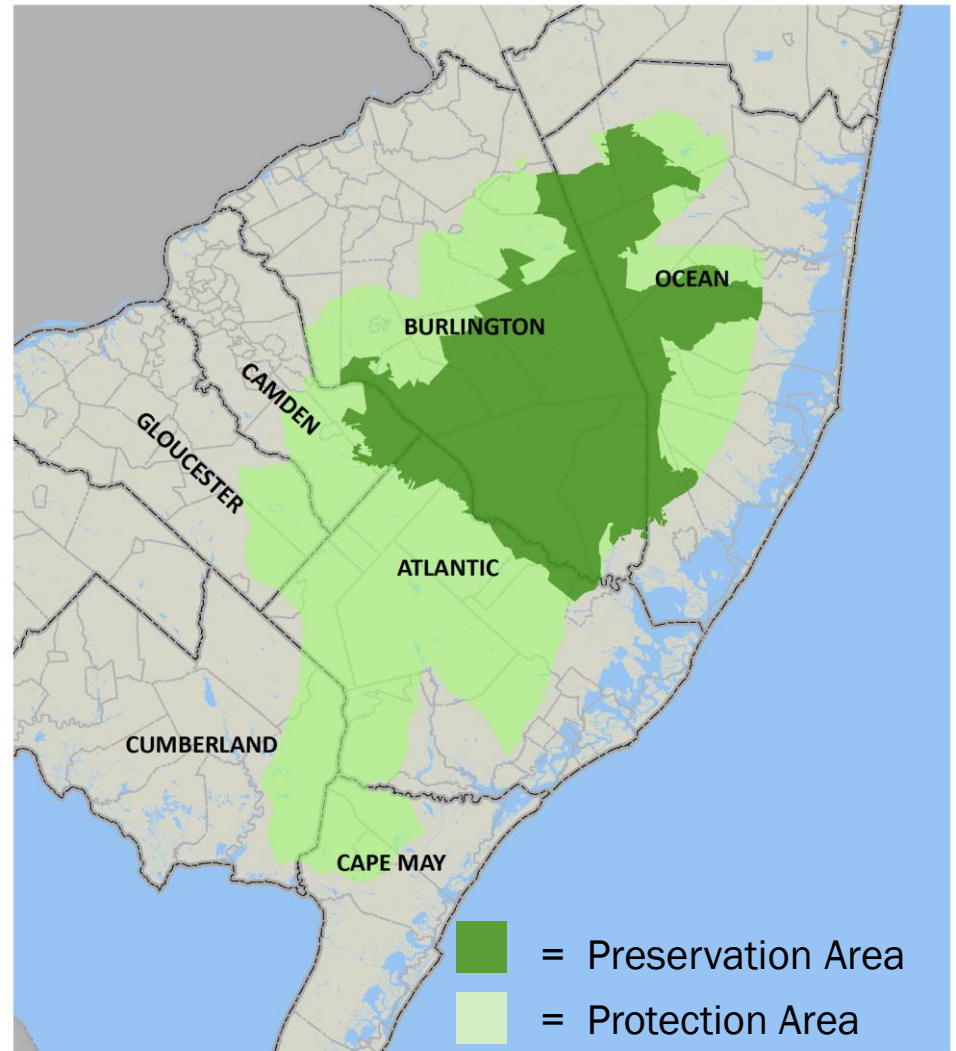 OCEAN
BURLINGTON
CAMDEN
GLOUCESTER
ATLANTIC
CUMBERLAND
CAPE MAY
= Preservation Area
= Protection Area